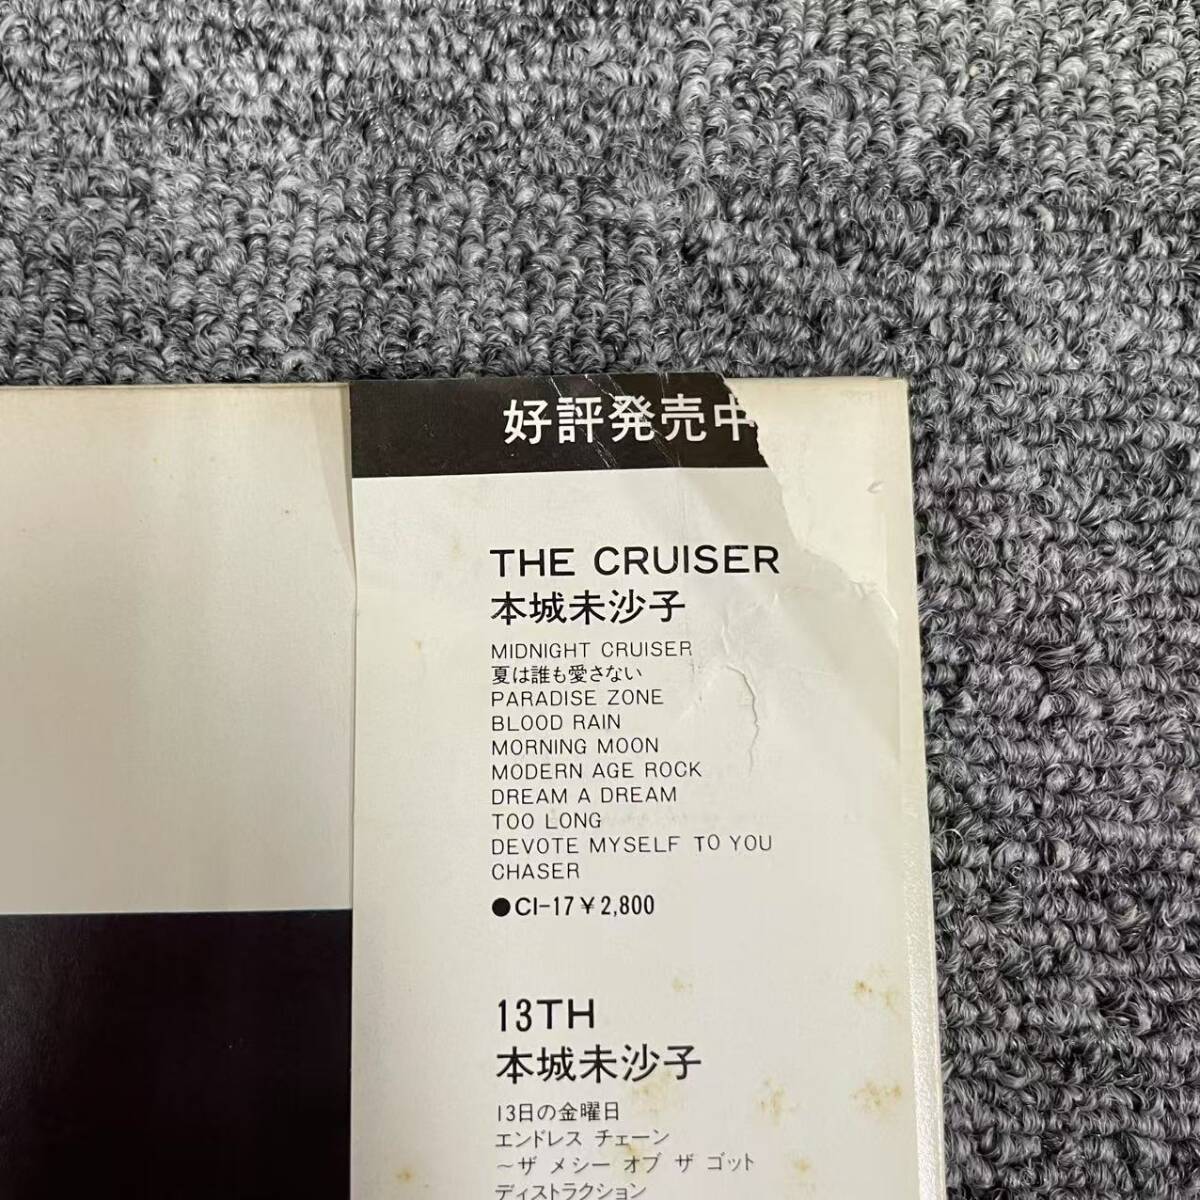 好評発売中
THE CRUISER
本城未沙子
MIDNIGHT CRUISER
夏は誰も愛さない
PARADISE ZONE
BLOOD RAIN
MORNING MOON
MODERN AGE ROCK
DREAM A DREAM
TOO LONG
DEVOTE MYSELF TO YOU
CHASER
●CI-17￥2,800
13TH
本城未沙子
13日の金曜日
エンドレス チェーン
～ザ メシー オブ ザ ゴット
ディストラクション